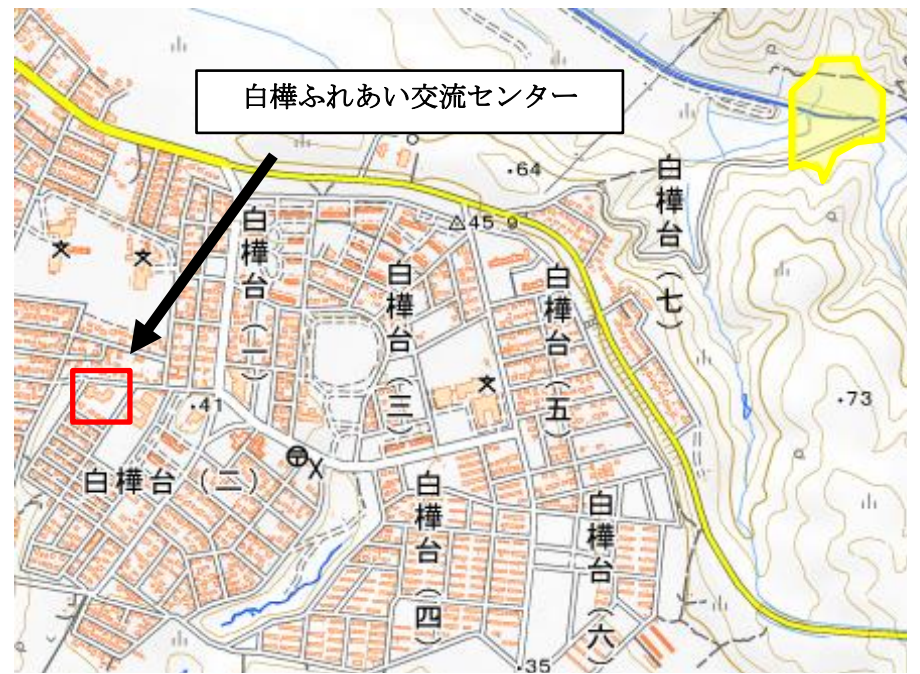 白樺ふれあい交流センター
・64
45.9
白樺台(七)
白樺台(一)
白樺台(三)
白樺台(五)
・73
・41
白樺台(二)
白樺台(四)
白樺台(六)
・35